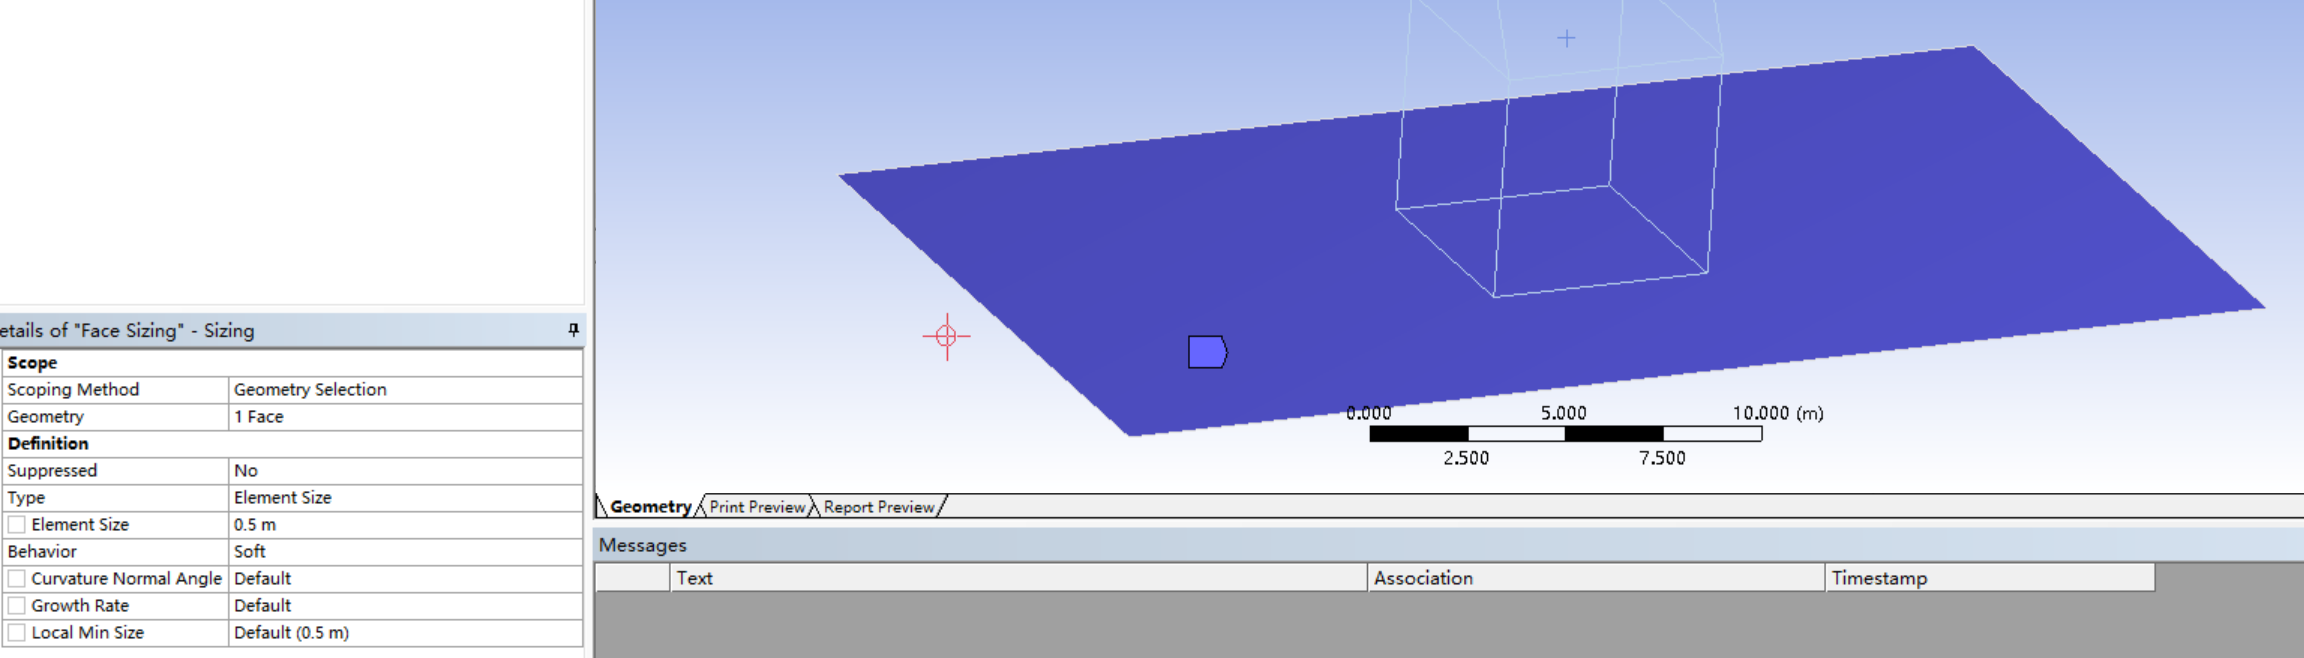 etails of "Face Sizing" - Sizing
Scope
Scoping Method Geometry Selection
Geometry 1 Face
Definition
Suppressed No
Type Element Size
Element Size 0.5 m
Behavior Soft
Curvature Normal Angle Default
Growth Rate Default
Local Min Size Default (0.5 m)
0.000 5.000 10.000 (m)
2.500 7.500
Geometry Print Preview Report Preview
Messages
Text Association Timestamp